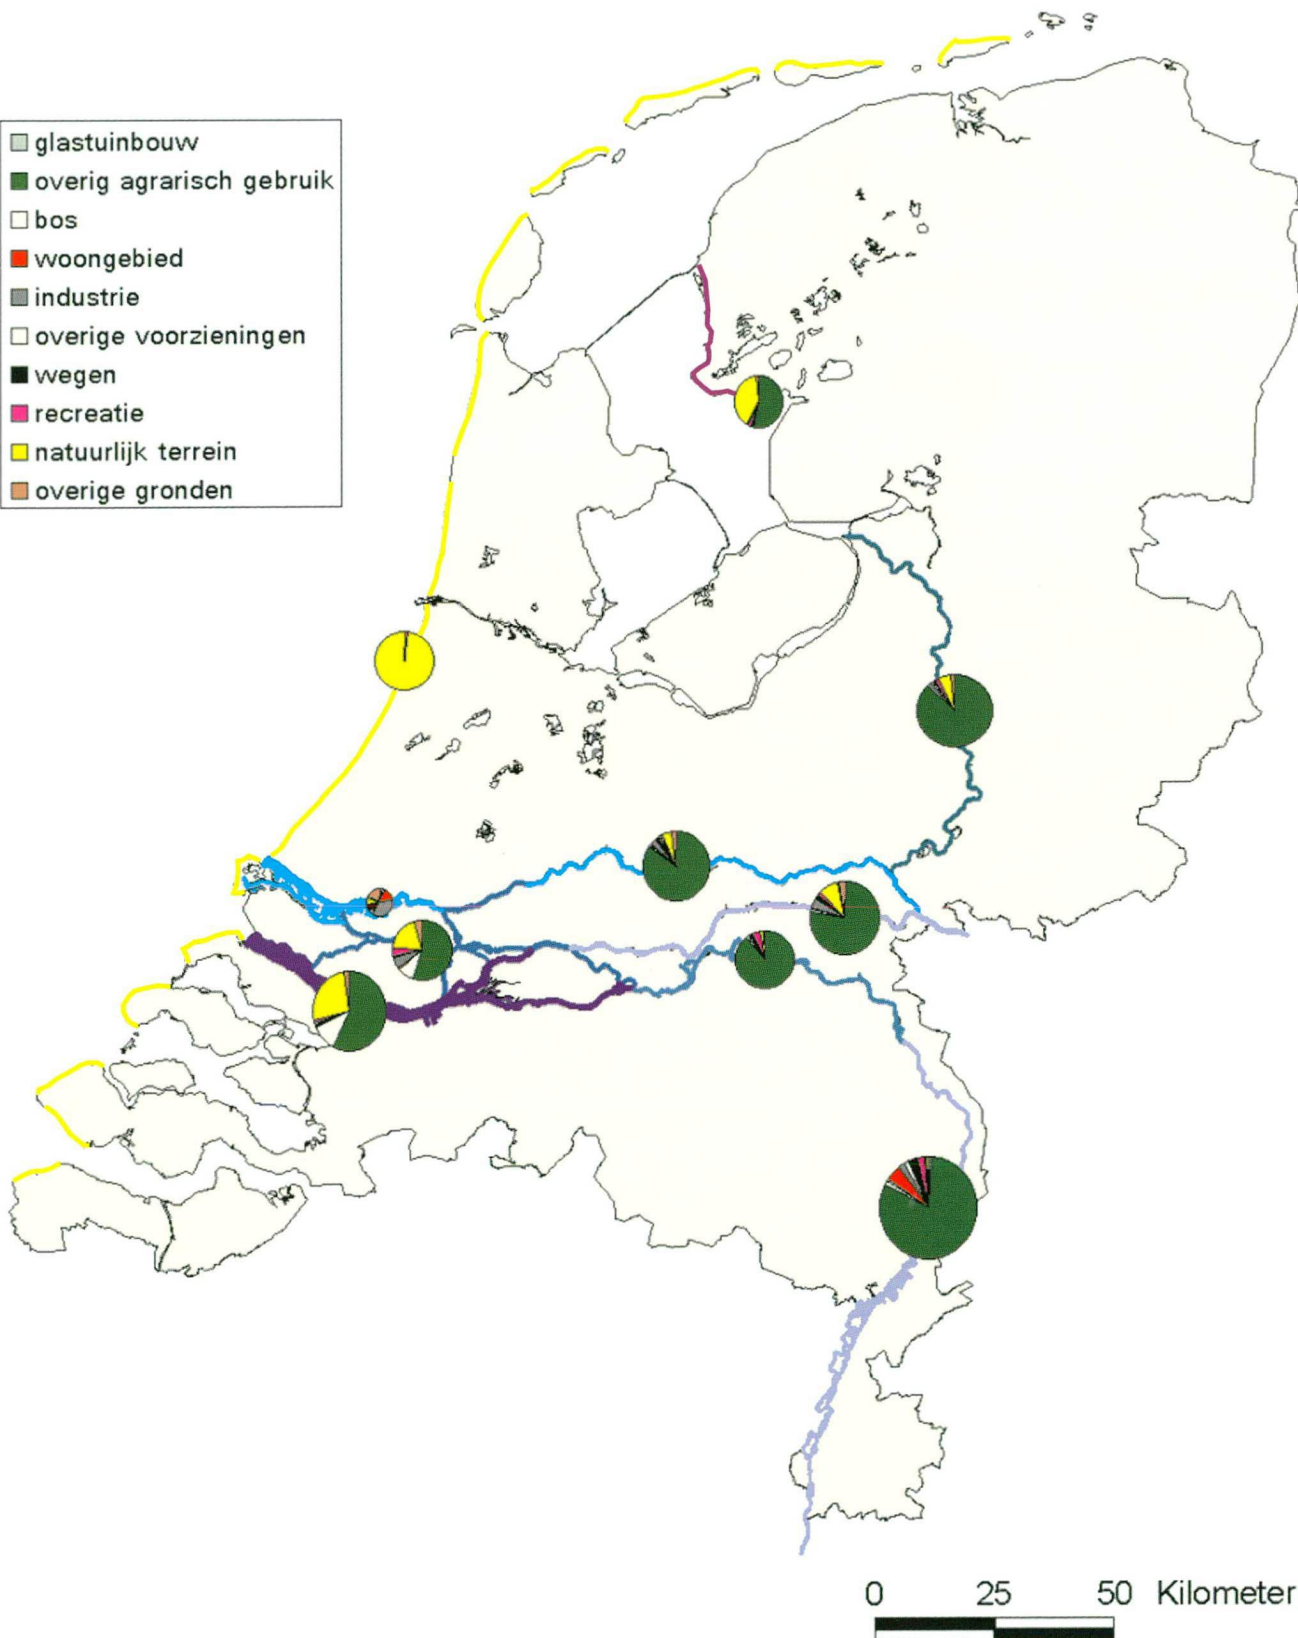 glastuinbouw
overig agrarisch gebruik
bos
woongebied
industrie
overige voorzieningen
wegen
recreatie
natuurlijk terrein
overige gronden
0 25 50 Kilometer